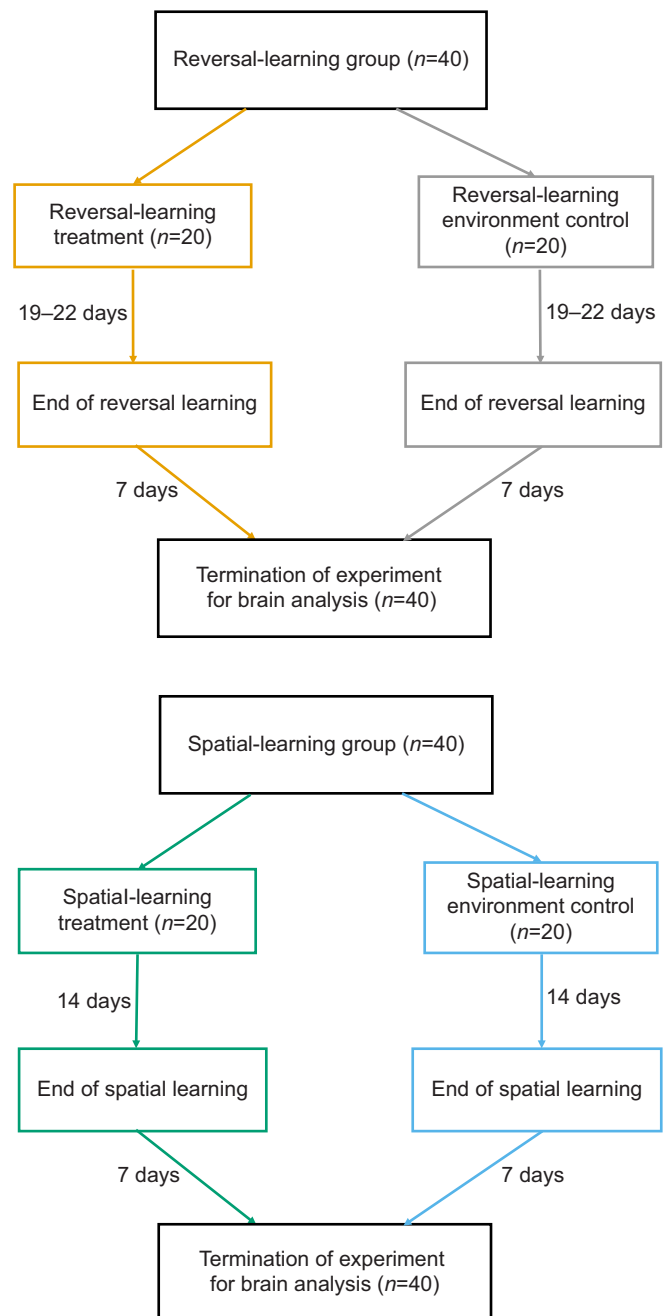 Reversal-learning group (n=40)
Reversal-learning
treatment (n=20)
Reversal-learning
environment control
(n=20)
19–22 days
19–22 days
End of reversal learning
End of reversal learning
7 days
7 days
Termination of experiment
for brain analysis (n=40)
Spatial-learning group (n=40)
Spatial-learning
treatment (n=20)
Spatial-learning
environment control
(n=20)
14 days
14 days
End of spatial learning
End of spatial learning
7 days
7 days
Termination of experiment
for brain analysis (n=40)